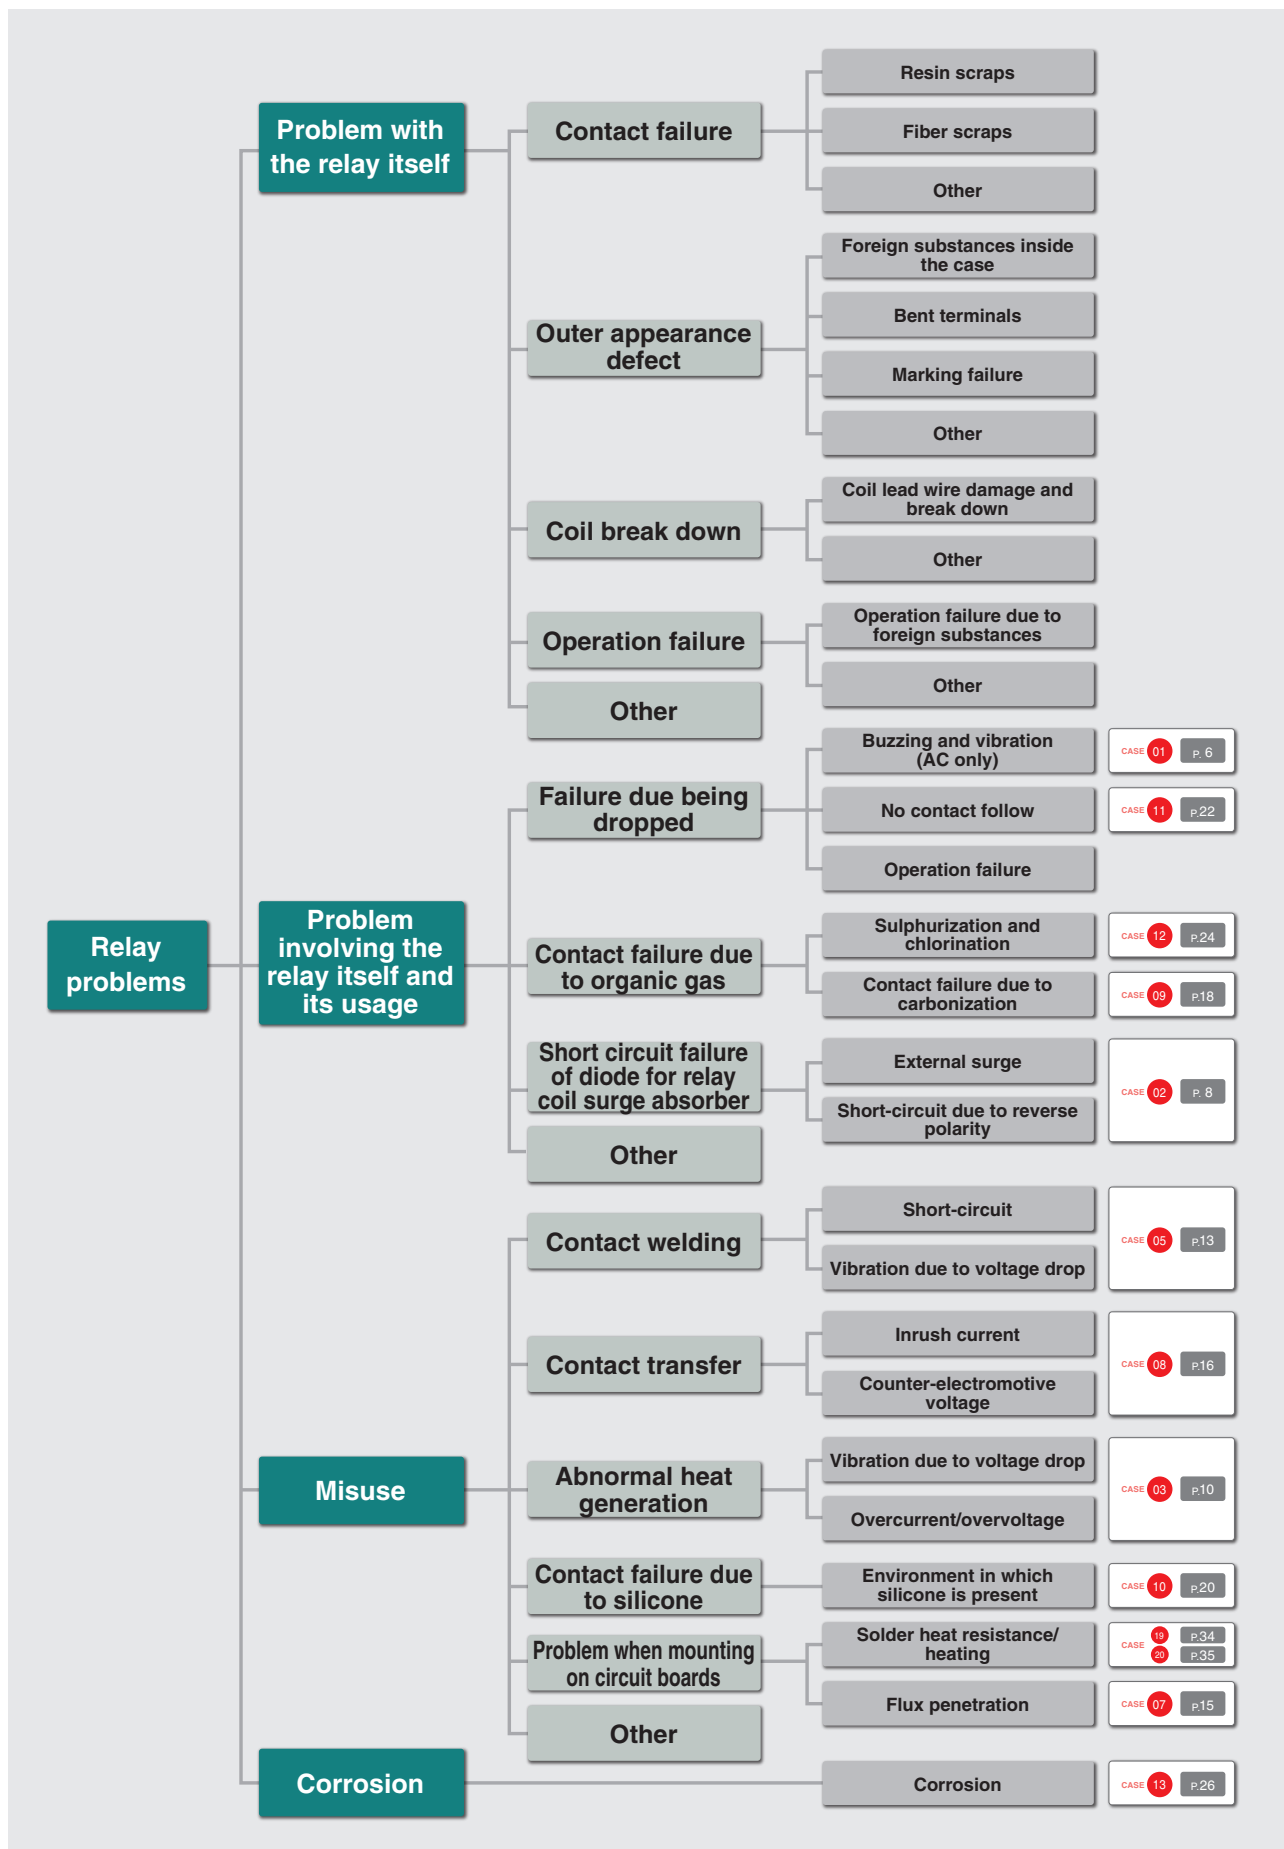 Relay
problems
Problem with
the relay itself
Contact failure
Resin scraps
Fiber scraps
Other
Outer appearance
defect
Foreign substances inside
the case
Bent terminals
Marking failure
Other
Coil break down
Coil lead wire damage and
break down
Other
Operation failure
Operation failure due to
foreign substances
Other
Other
Problem
involving the
relay itself and
its usage
Failure due being
dropped
Buzzing and vibration
(AC only)
CASE 01 P. 6
No contact follow
CASE 11 P.22
Operation failure
Contact failure due
to organic gas
Sulphurization and
chlorination
CASE 12 P.24
Contact failure due to
carbonization
CASE 09 P.18
Short circuit failure
of diode for relay
coil surge absorber
External surge
Short-circuit due to reverse
polarity
CASE 02 P. 8
Other
Misuse
Contact welding
Short-circuit
Vibration due to voltage drop
CASE 05 P.13
Contact transfer
Inrush current
Counter-electromotive
voltage
CASE 08 P.16
Abnormal heat
generation
Vibration due to voltage drop
Overcurrent/overvoltage
CASE 03 P.10
Contact failure due
to silicone
Environment in which
silicone is present
CASE 10 P.20
Problem when mounting
on circuit boards
Solder heat resistance/
heating
CASE 19 P.34
20 P.35
Flux penetration
CASE 07 P.15
Other
Corrosion
Corrosion
CASE 13 P.26